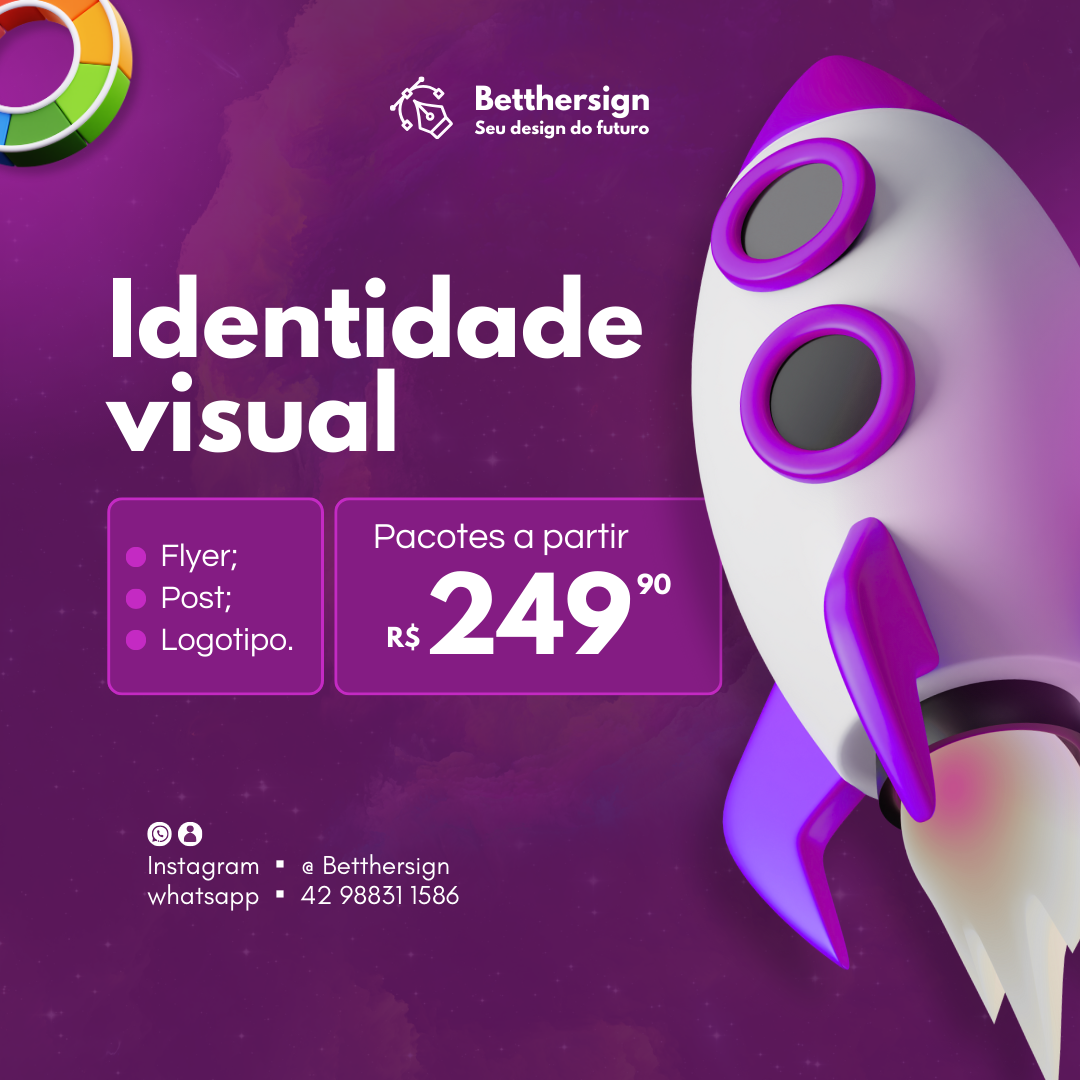 Betthersign
Seu design do futuro
Identidade
visual
Flyer;
Post;
Logotipo.
Pacotes a partir
R$ 249 90
Instagram ▪ @ Betthersign
whatsapp ▪ 42 98831 1586